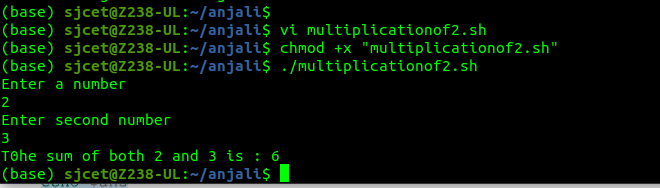 (base) sjcet@Z238-UL:~/anjali$
(base) sjcet@Z238-UL:~/anjali$ vi multiplicationof2.sh
(base) sjcet@Z238-UL:~/anjali$ chmod +x "multiplicationof2.sh"
(base) sjcet@Z238-UL:~/anjali$ ./multiplicationof2.sh
Enter a number
2
Enter second number
3
T0he sum of both 2 and 3 is : 6
(base) sjcet@Z238-UL:~/anjali$